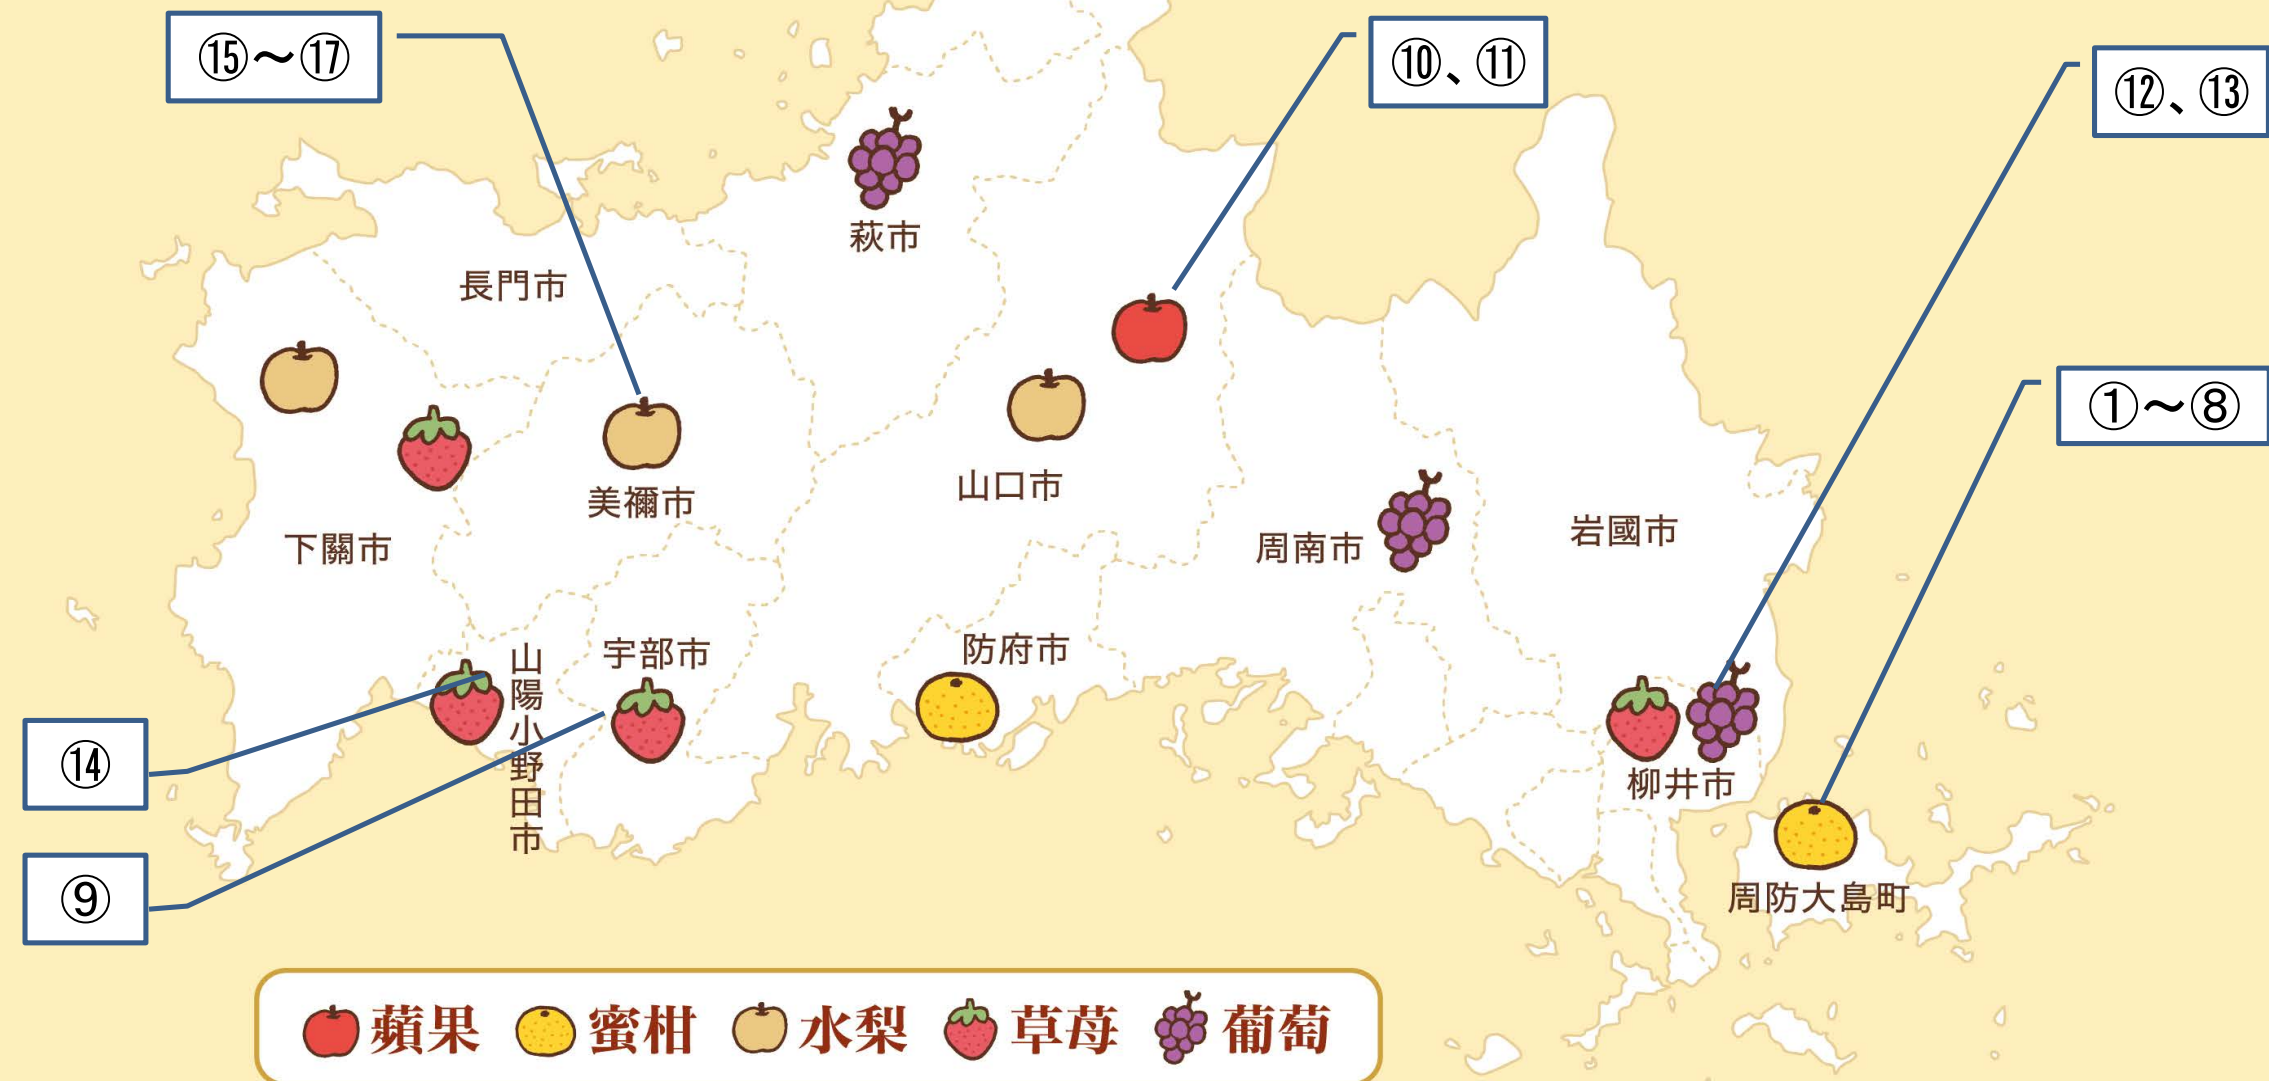 ⑮～⑰
⑩、⑪
⑫、⑬
萩市
長門市
①～⑧
山口市
美禰市
岩國市
下關市
周南市
防府市
宇部市
山陽小野田市
⑭
柳井市
⑨
周防大島町
蘋果 蜜柑 水梨 草苺 葡萄